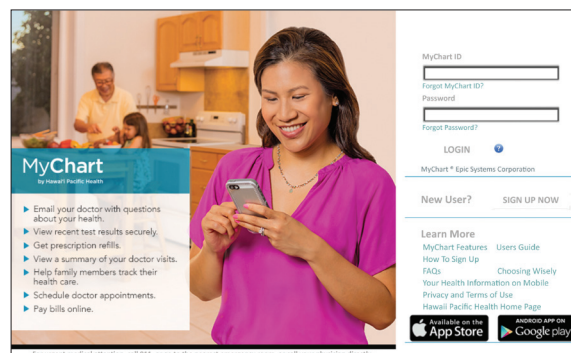 MyChart
by Hawai'i Pacific Health
Email your doctor with questions
about your health.
View recent test results securely.
Get prescription refills.
View a summary of your doctor visits.
Help family members track their
health care.
Schedule doctor appointments.
Pay bills online.
MyChart ID
Forgot MyChart ID?
Password
Forgot Password?
LOGIN ?
MyChart ® Epic Systems Corporation
New User? SIGN UP NOW
Learn More
MyChart Features Users Guide
How To Sign Up
FAQs Choosing Wisely
Your Health Information on Mobile
Privacy and Terms of Use
Hawaii Pacific Health Home Page
Available on the
App Store
ANDROID APP ON
Google play